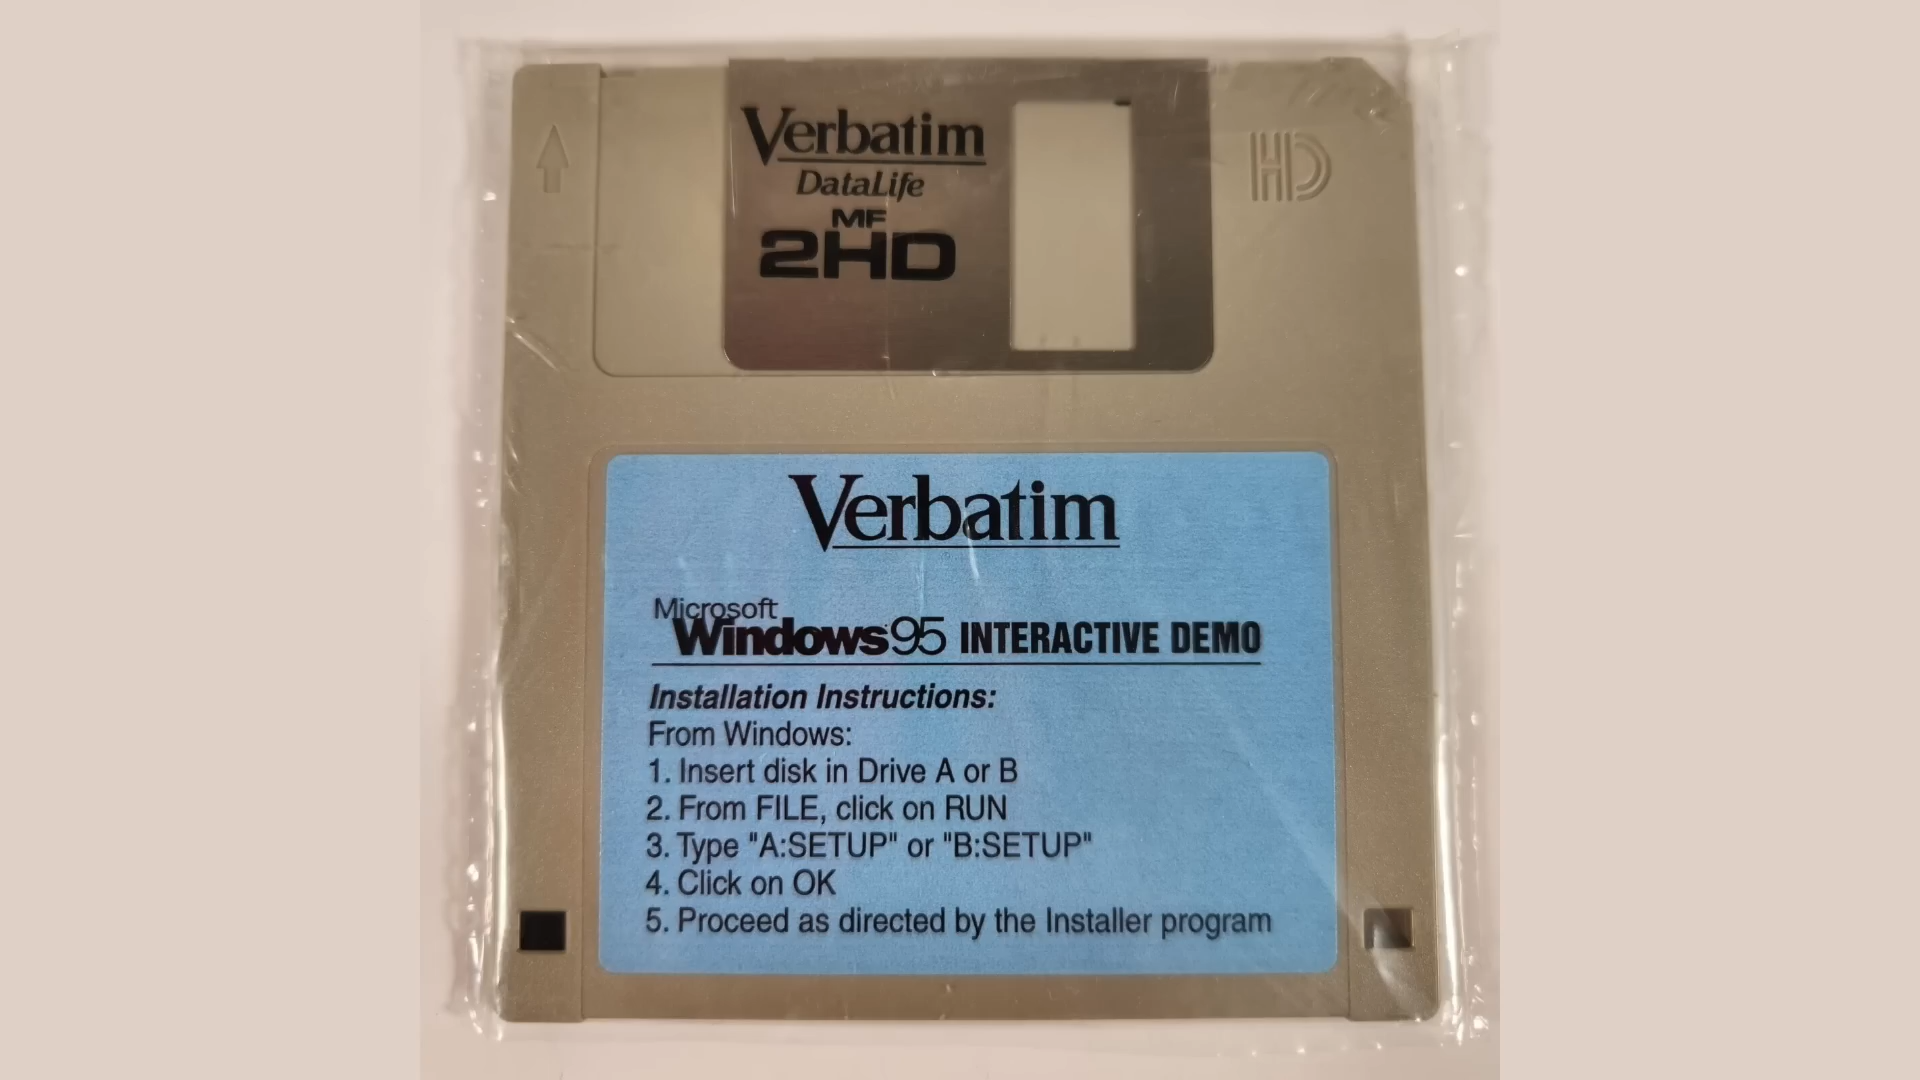 Verbatim
DataLife
MF
2HD
HD
Verbatim
Microsoft
Windows 95 INTERACTIVE DEMO
Installation Instructions:
From Windows:
1. Insert disk in Drive A or B
2. From FILE, click on RUN
3. Type "A:SETUP" or "B:SETUP"
4. Click on OK
5. Proceed as directed by the Installer program